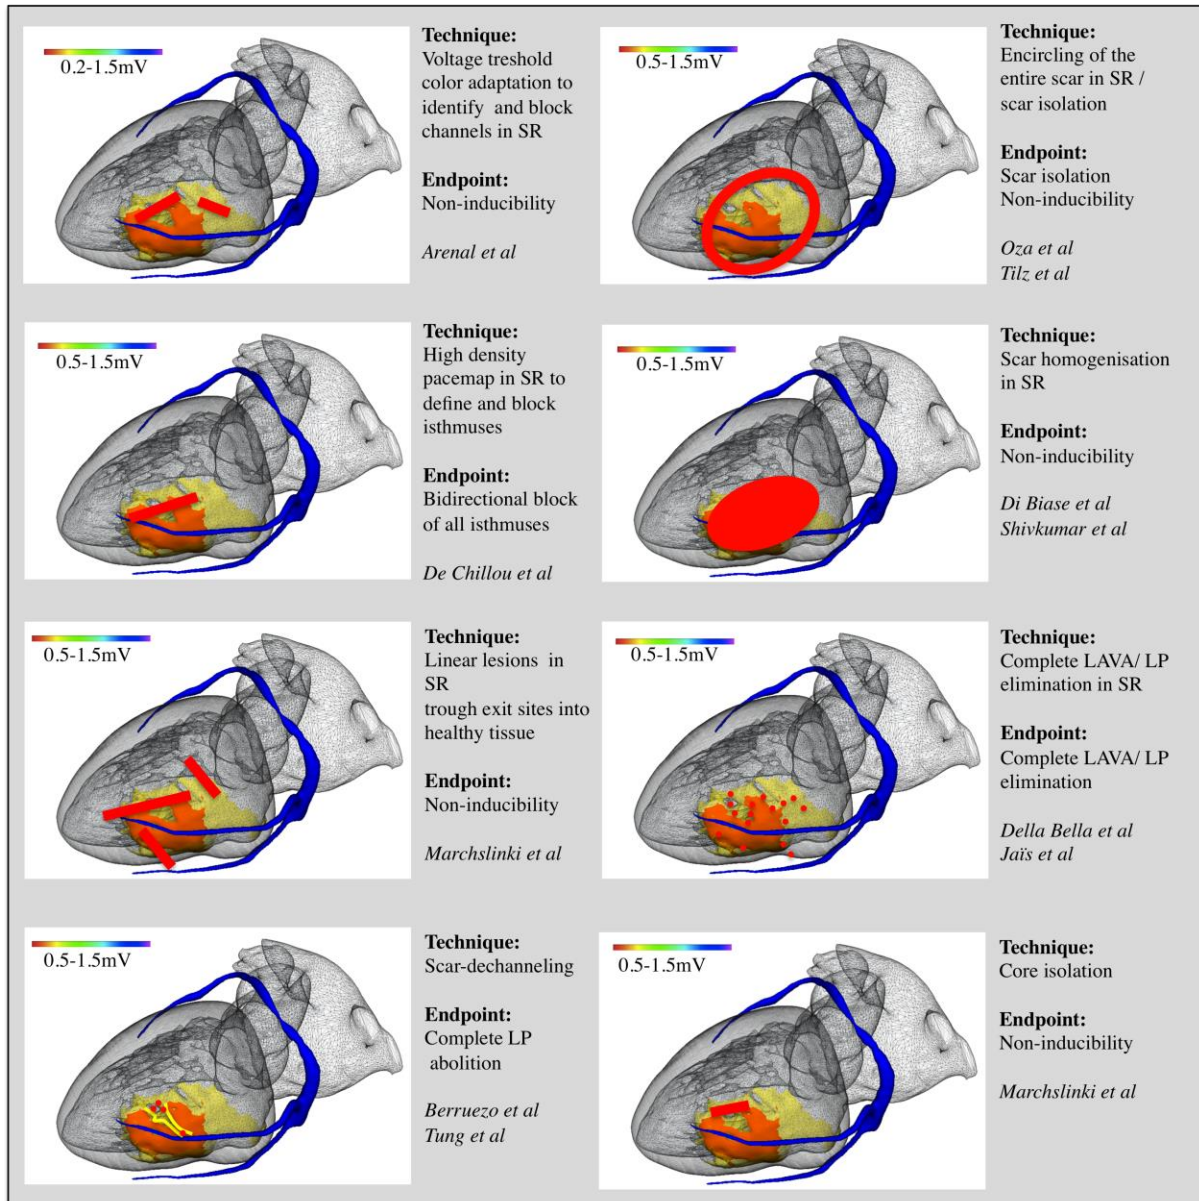 0.2-1.5mV
Technique:
Voltage treshold
color adaptation to
identify and block
channels in SR
Endpoint:
Non-inducibility
Arenal et al
0.5-1.5mV
Technique:
Encircling of the
entire scar in SR /
scar isolation
Endpoint:
Scar isolation
Non-inducibility
Oza et al
Tilz et al
0.5-1.5mV
Technique:
High density
pacemap in SR to
define and block
isthmuses
Endpoint:
Bidirectional block
of all isthmuses
De Chillou et al
0.5-1.5mV
Technique:
Scar homogenisation
in SR
Endpoint:
Non-inducibility
Di Biase et al
Shivkumar et al
0.5-1.5mV
Technique:
Linear lesions in
SR
trough exit sites into
healthy tissue
Endpoint:
Non-inducibility
Marchslinki et al
0.5-1.5mV
Technique:
Complete LAVA/ LP
elimination in SR
Endpoint:
Complete LAVA/ LP
elimination
Della Bella et al
Jaïs et al
0.5-1.5mV
Technique:
Scar-dechanneling
Endpoint:
Complete LP
abolition
Berruezo et al
Tung et al
0.5-1.5mV
Technique:
Core isolation
Endpoint:
Non-inducibility
Marchslinki et al